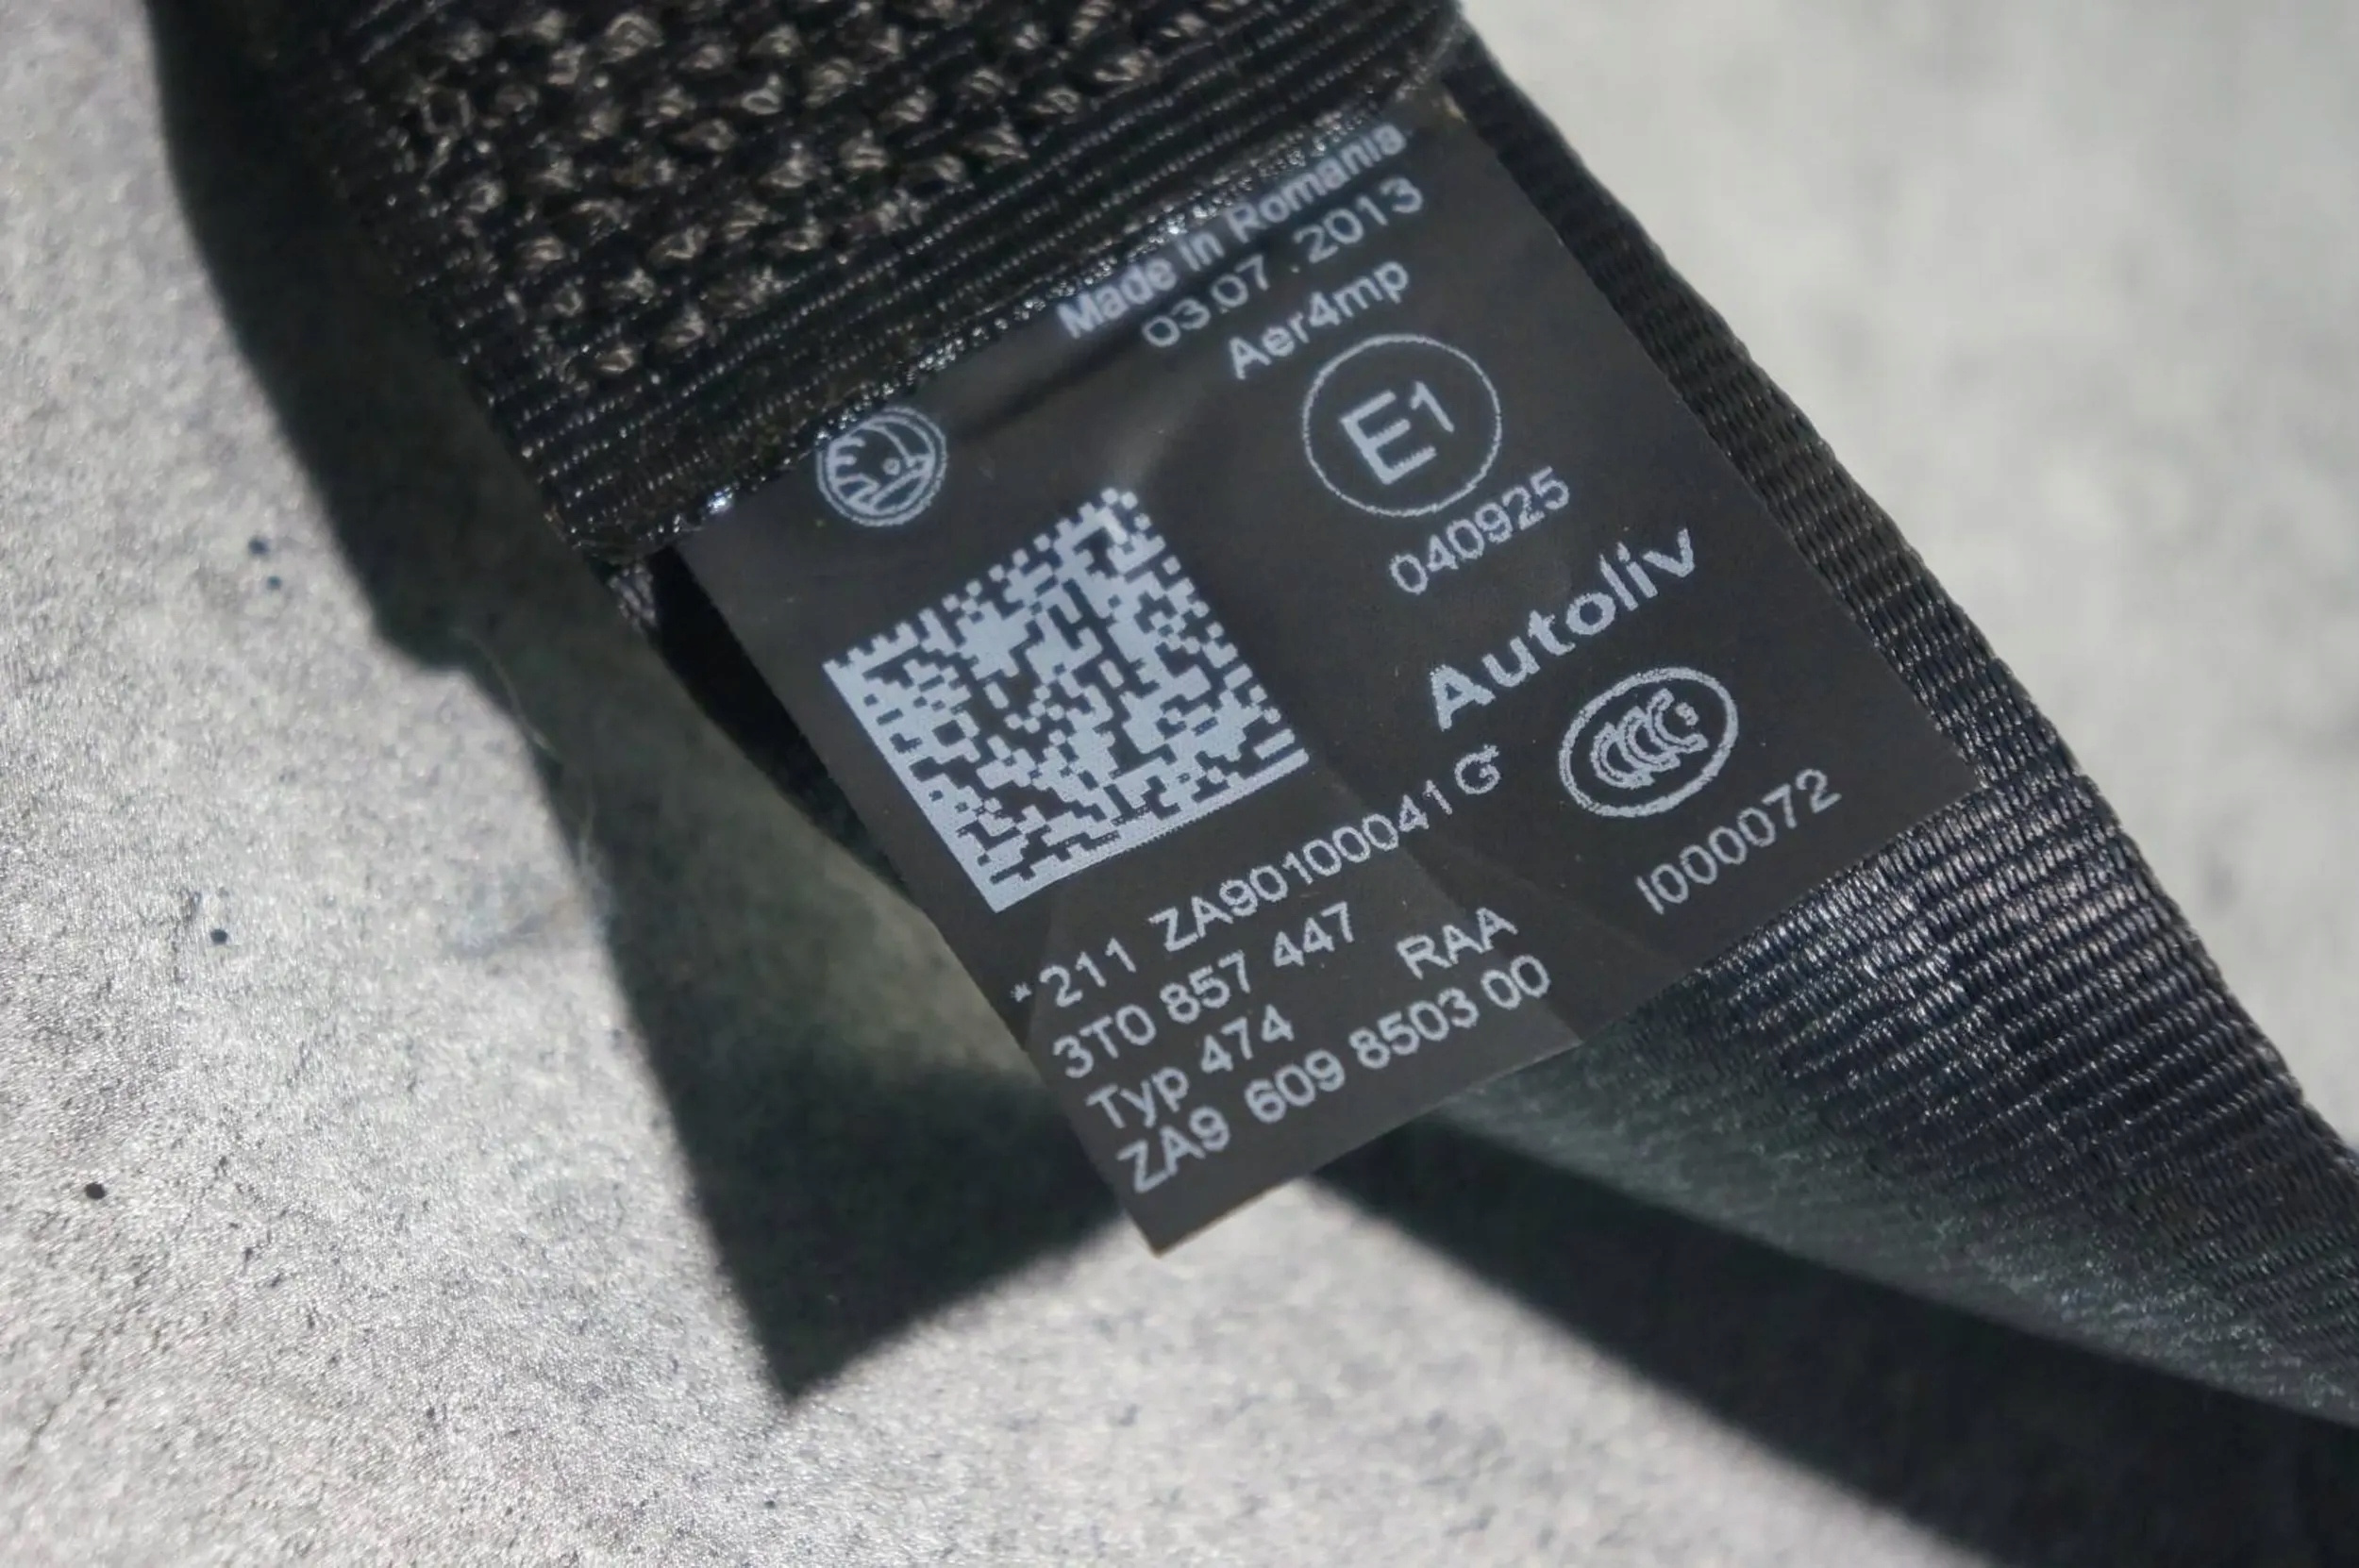 Made in Romania
03.07.2013
Aer4mp
E1
040925
Autoliv
CCC
I000072
*211 ZA90100041G
3T0 857 447
Typ 474 RAA
ZA9 609 8503 00